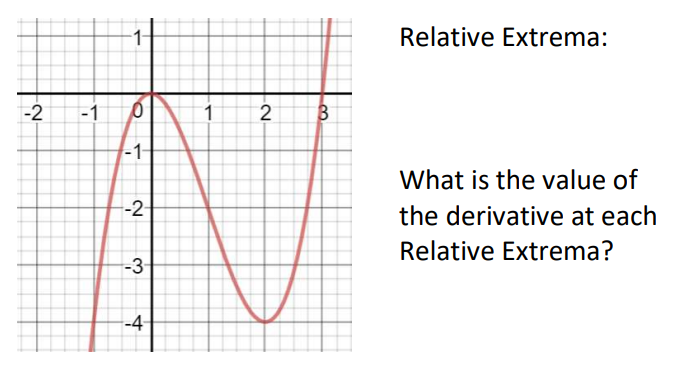 1
Relative Extrema:
-2 -1 0 1 2 3
-1
What is the value of
-2
the derivative at each
Relative Extrema?
-3
-4